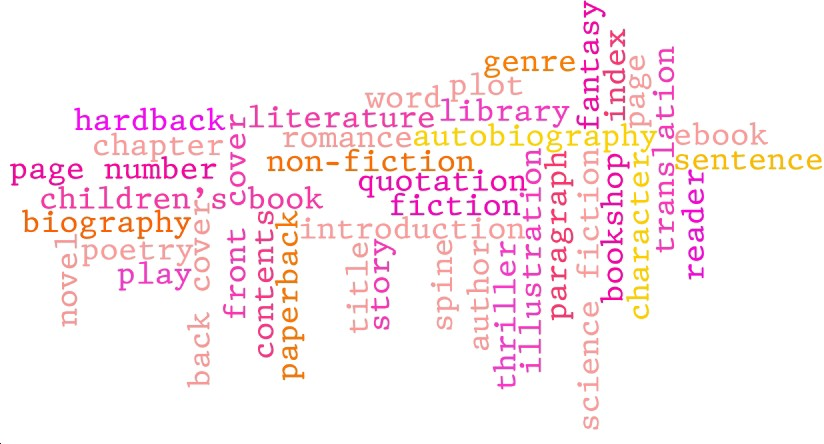 fantasy
genre
index
plot
page
word
translation
hardback
literature
library
chapter
romance
autobiography
ebook
page number
non-fiction
sentence
front cover
quotation
children's book
fiction
biography
introduction
paragraph
science fiction
bookshop
character
reader
illustration
novel
poetry
back cover
contents
paperback
play
title
story
spine
author
thriller